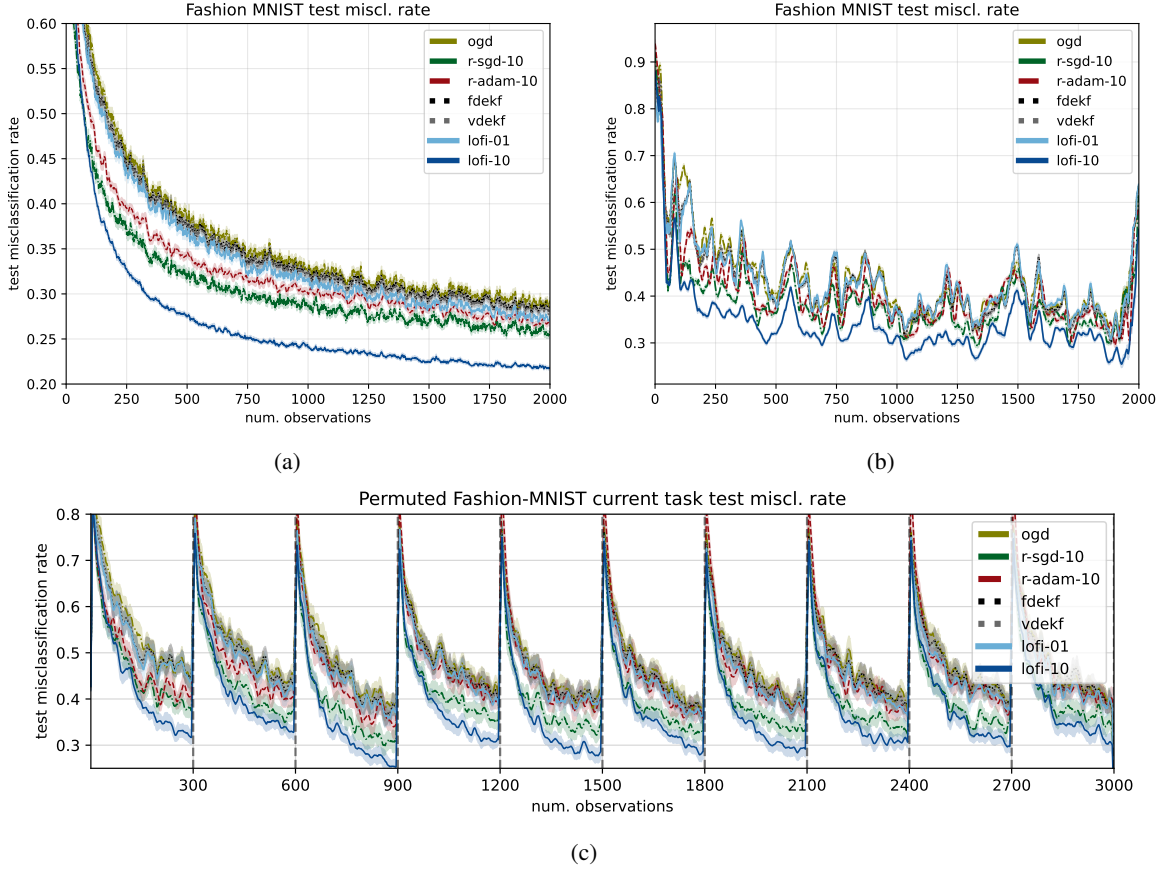 Fashion MNIST test miscl. rate
test misclassification rate
0.60
0.55
0.50
0.45
0.40
0.35
0.30
0.25
0.20
ogd
r-sgd-10
r-adam-10
fdekf
vdekf
lofi-01
lofi-10
0 250 500 750 1000 1250 1500 1750 2000
num. observations
(a)
Fashion MNIST test miscl. rate
test misclassification rate
0.9
0.8
0.7
0.6
0.5
0.4
0.3
ogd
r-sgd-10
r-adam-10
fdekf
vdekf
lofi-01
lofi-10
0 250 500 750 1000 1250 1500 1750 2000
num. observations
(b)
Permuted Fashion-MNIST current task test miscl. rate
test misclassification rate
0.8
0.7
0.6
0.5
0.4
0.3
ogd
r-sgd-10
r-adam-10
fdekf
vdekf
lofi-01
lofi-10
300 600 900 1200 1500 1800 2100 2400 2700 3000
num. observations
(c)